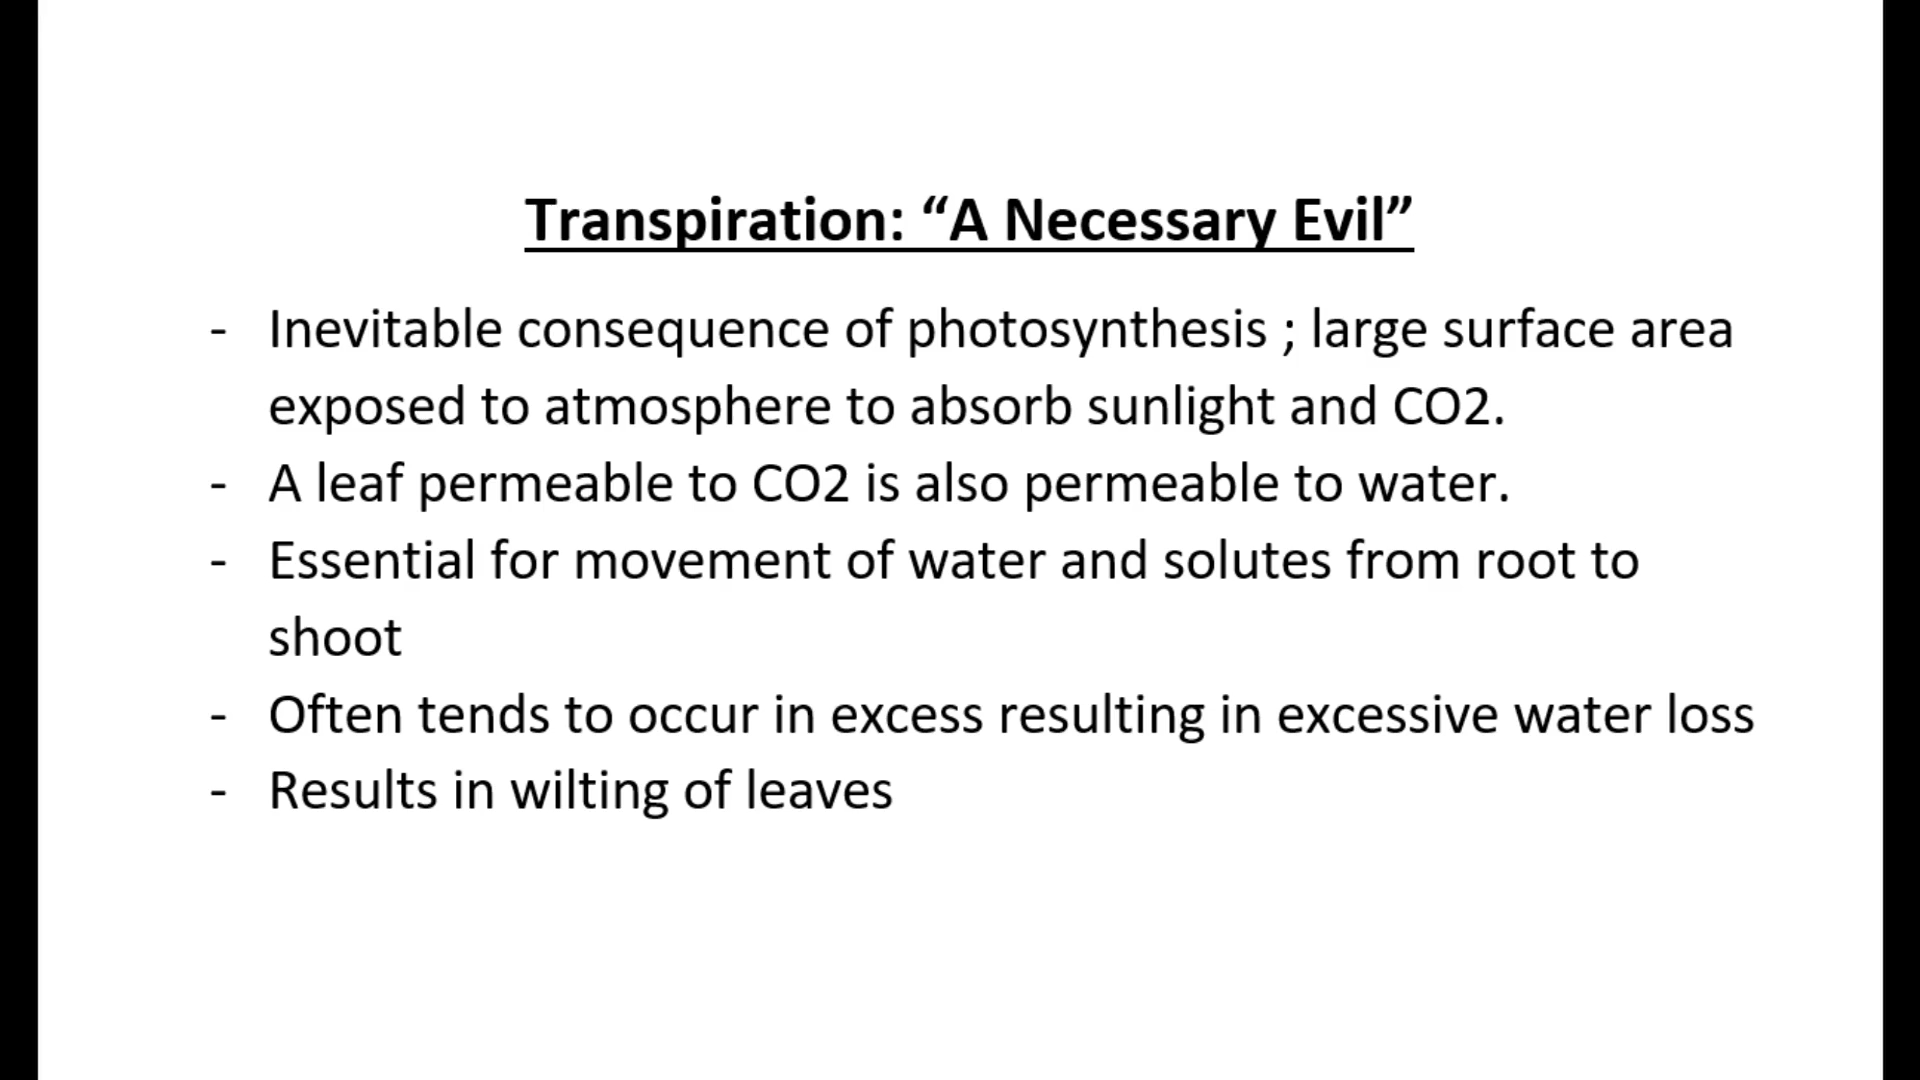 Transpiration: “A Necessary Evil”
- Inevitable consequence of photosynthesis ; large surface area
exposed to atmosphere to absorb sunlight and CO2.
- A leaf permeable to CO2 is also permeable to water.
- Essential for movement of water and solutes from root to
shoot
- Often tends to occur in excess resulting in excessive water loss
- Results in wilting of leaves